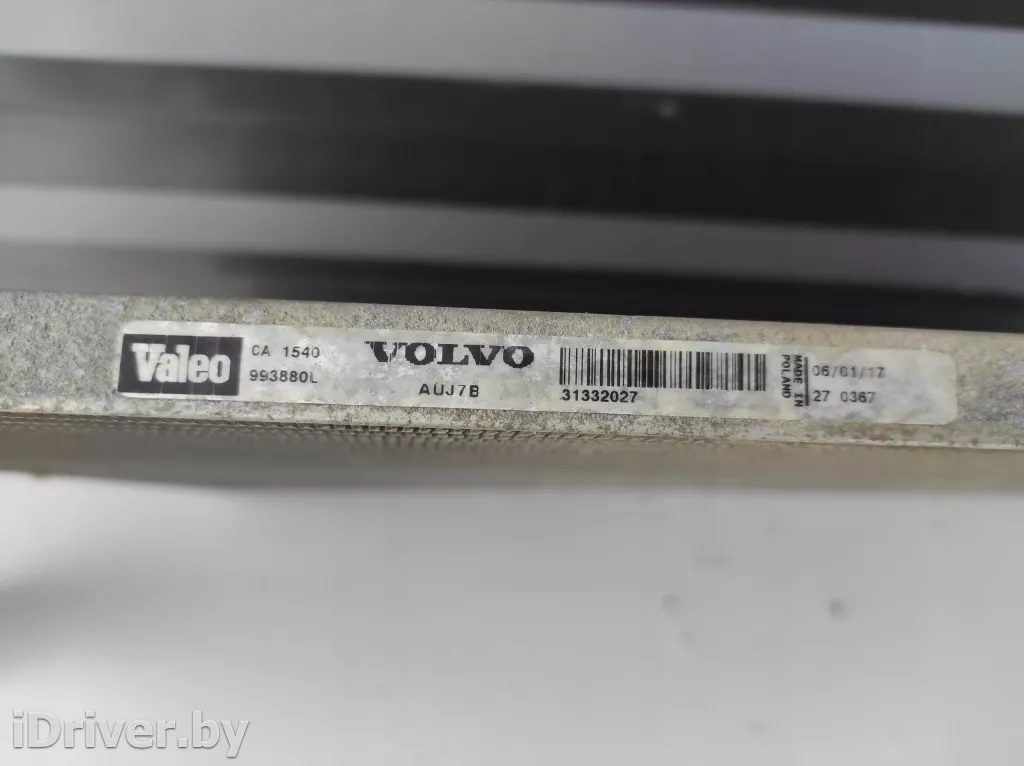 Valeo
CA 1540
993880L
VOLVO
AUJ7B
31332027
MADE IN
POLAND
06/01/17
27 0367
iDriver.by